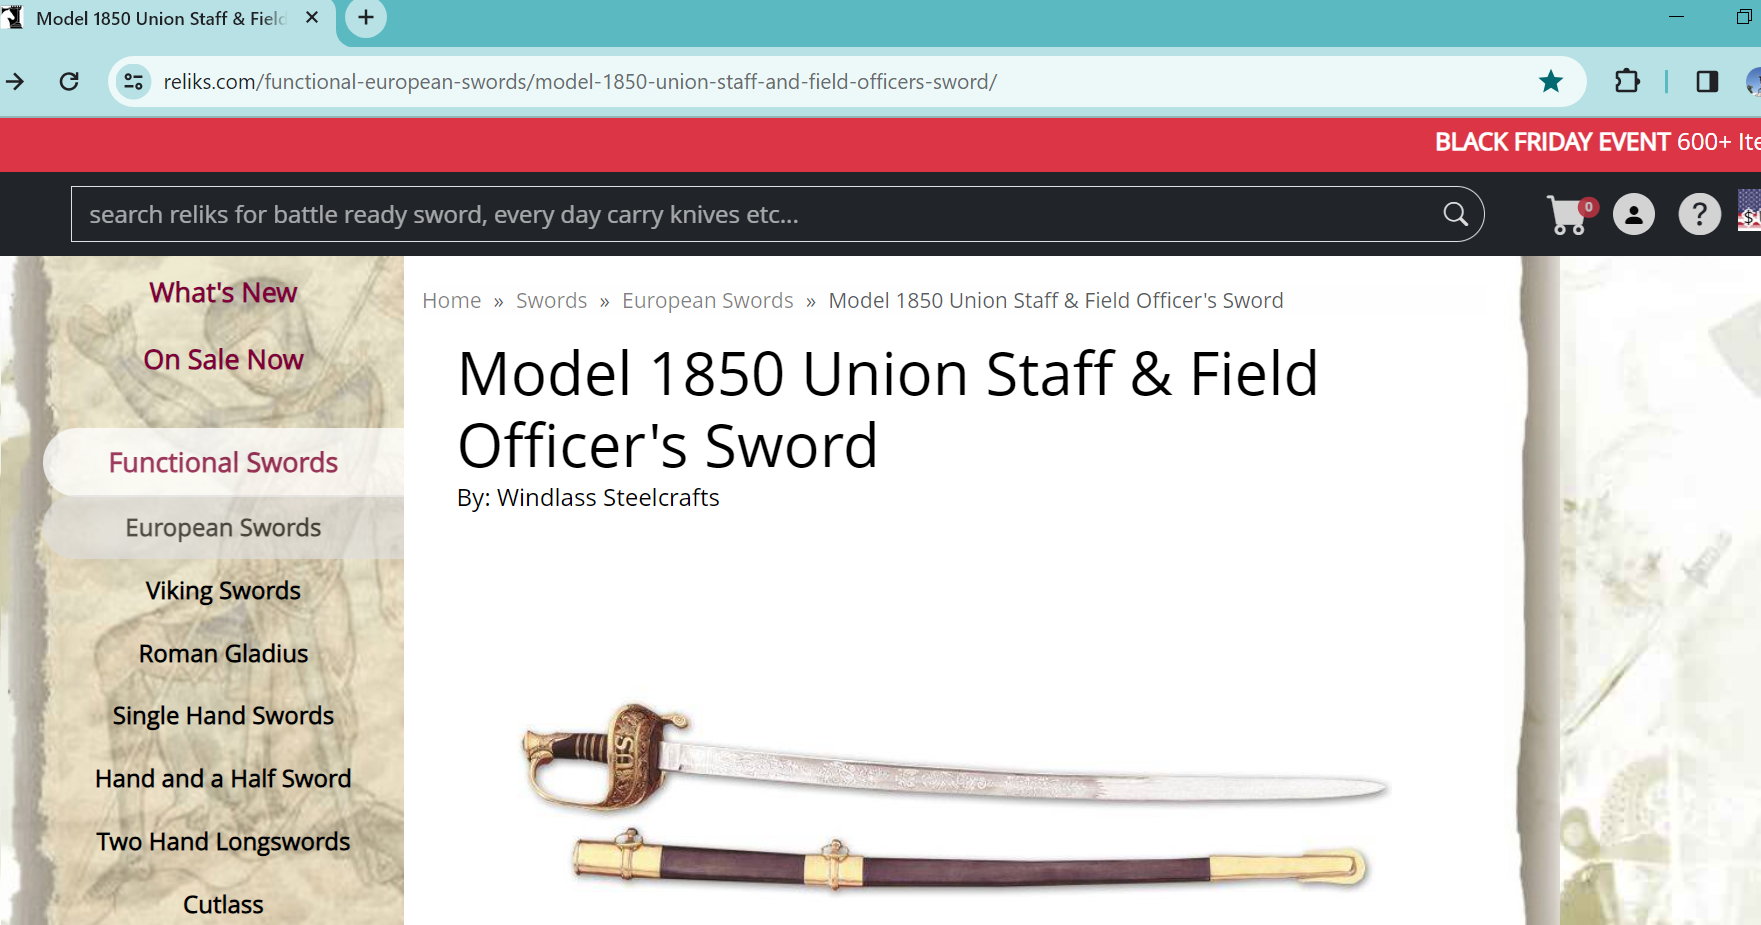 Model 1850 Union Staff & Field
reliks.com/functional-european-swords/model-1850-union-staff-and-field-officers-sword/
BLACK FRIDAY EVENT 600+
search reliks for battle ready sword, every day carry knives etc...
0
?
$
What's New
On Sale Now
Functional Swords
European Swords
Viking Swords
Roman Gladius
Single Hand Swords
Hand and a Half Sword
Two Hand Longswords
Cutlass
Home » Swords » European Swords » Model 1850 Union Staff & Field Officer's Sword
Model 1850 Union Staff & Field
Officer's Sword
By: Windlass Steelcrafts
US